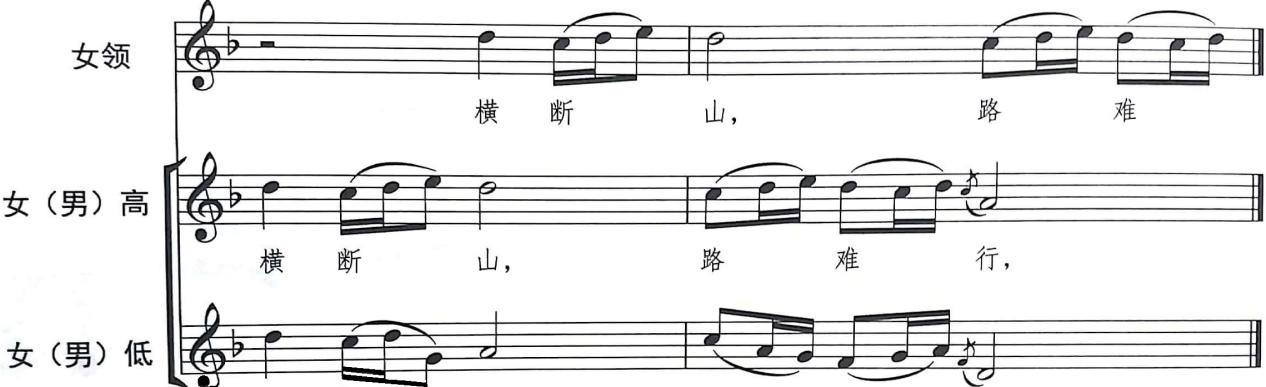 女领
横 断 山， 路 难
女（男）高
横 断 山， 路 难 行，
女（男）低